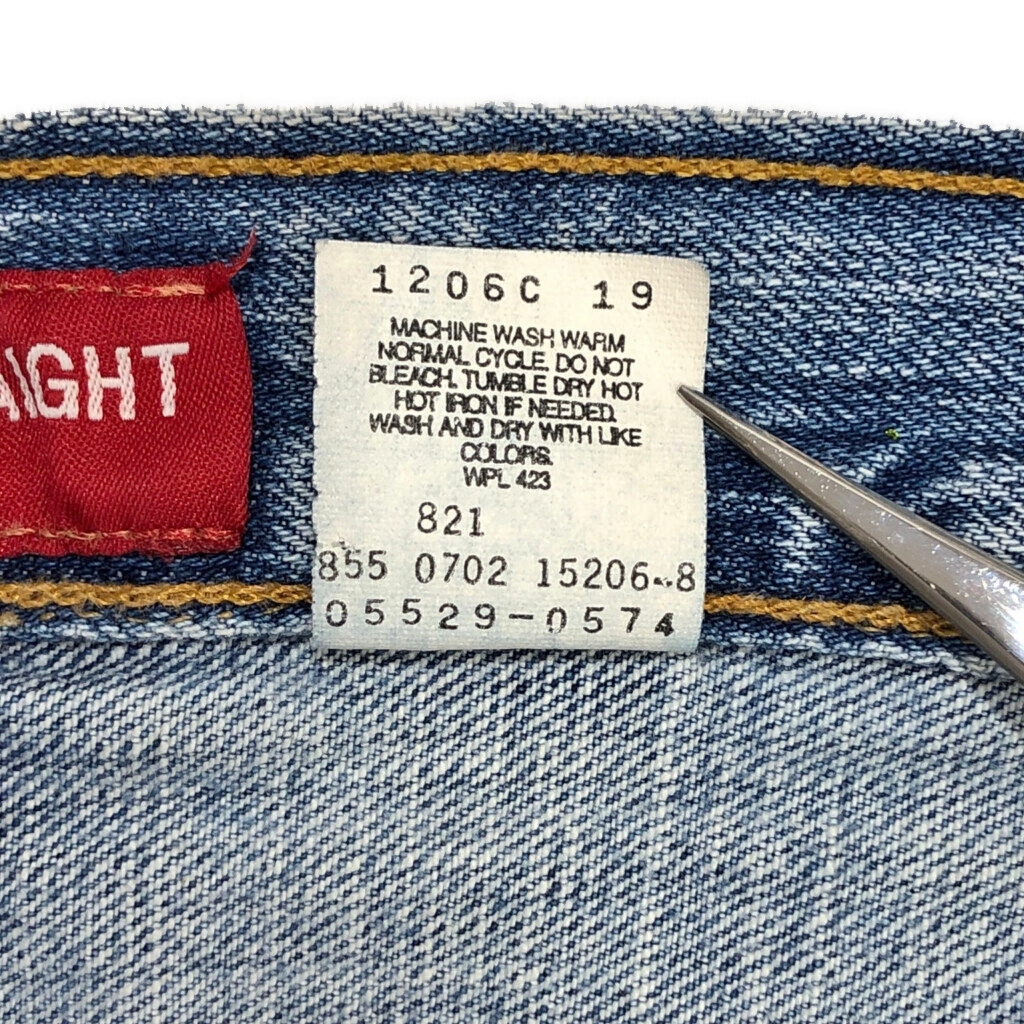 AIGHT
1206C 19
MACHINE WASH WARM
NORMAL CYCLE. DO NOT
BLEACH. TUMBLE DRY HOT
HOT IRON IF NEEDED.
WASH AND DRY WITH LIKE
COLORS.
WPL 423
821
855 0702 15206-8
05529-0574